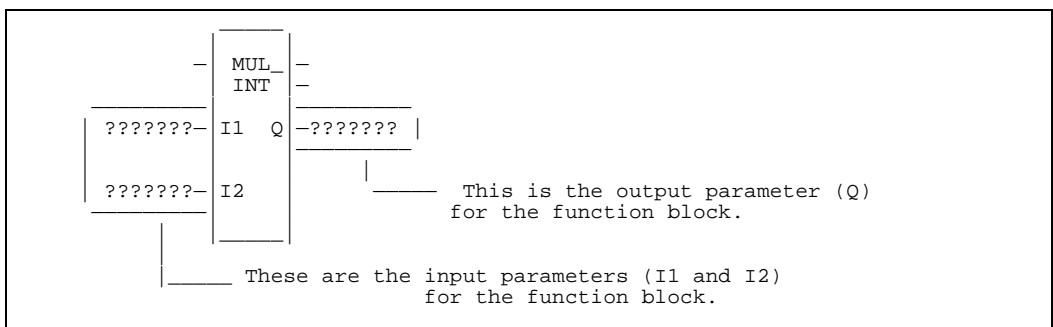 MUL_
INT
??????? I1 Q ???????
??????? I2
This is the output parameter (Q)
for the function block.
These are the input parameters (I1 and I2)
for the function block.